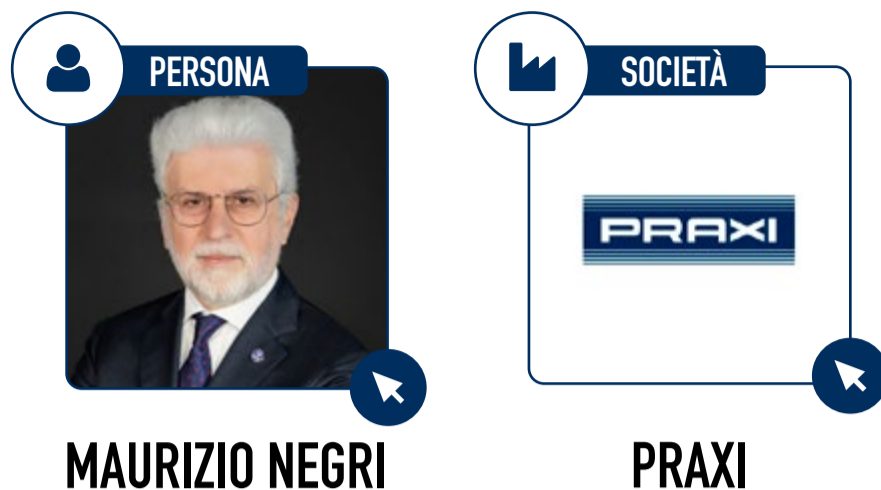 PERSONA
SOCIETÀ
PRAXI
MAURIZIO NEGRI
PRAXI